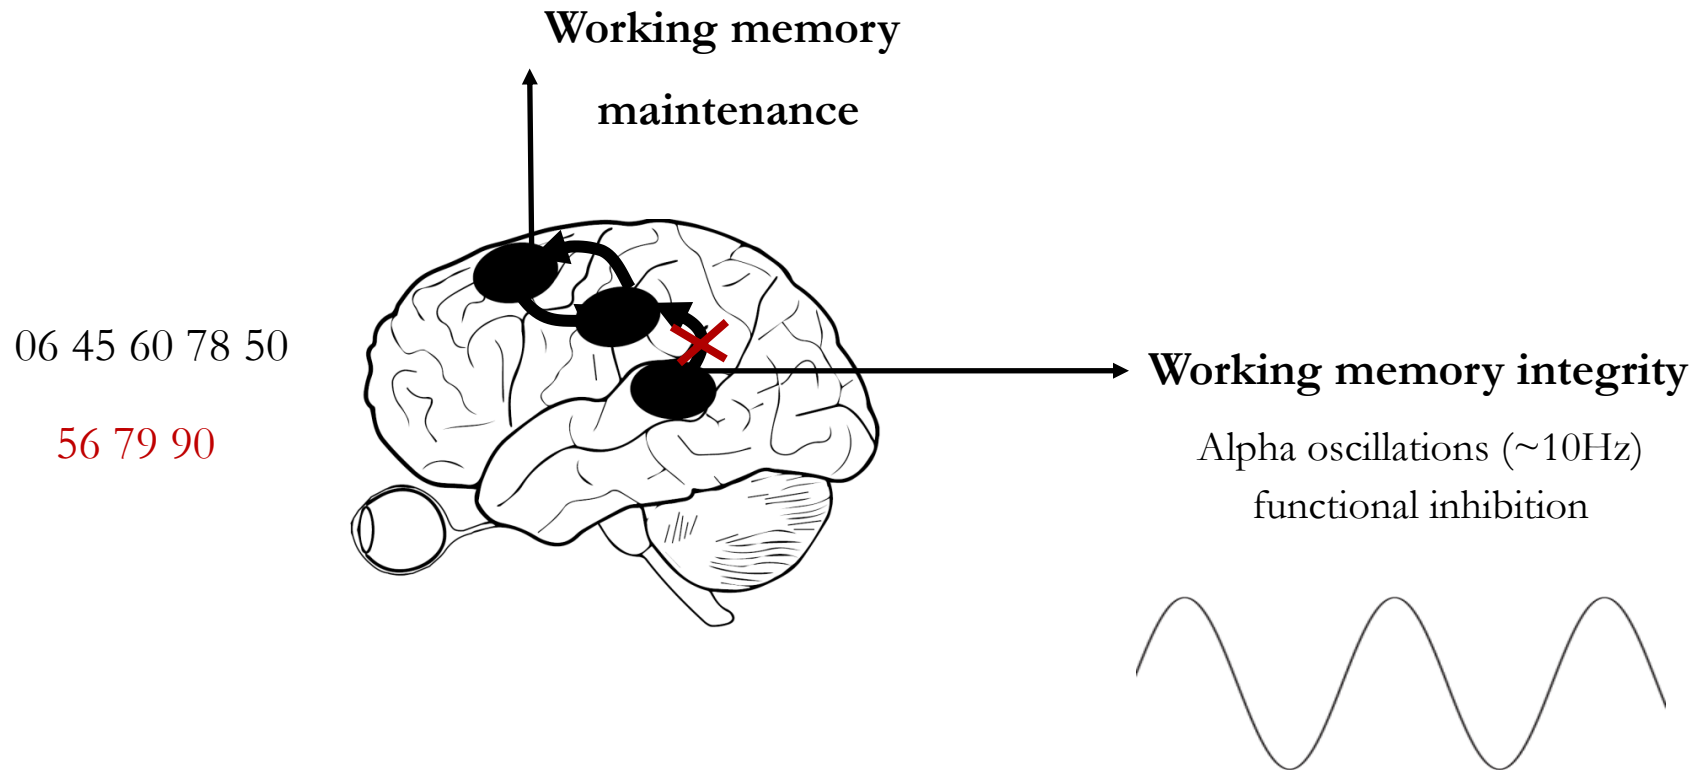 Working memory
maintenance
06 45 60 78 50
56 79 90
Working memory integrity
Alpha oscillations (~10Hz)
functional inhibition